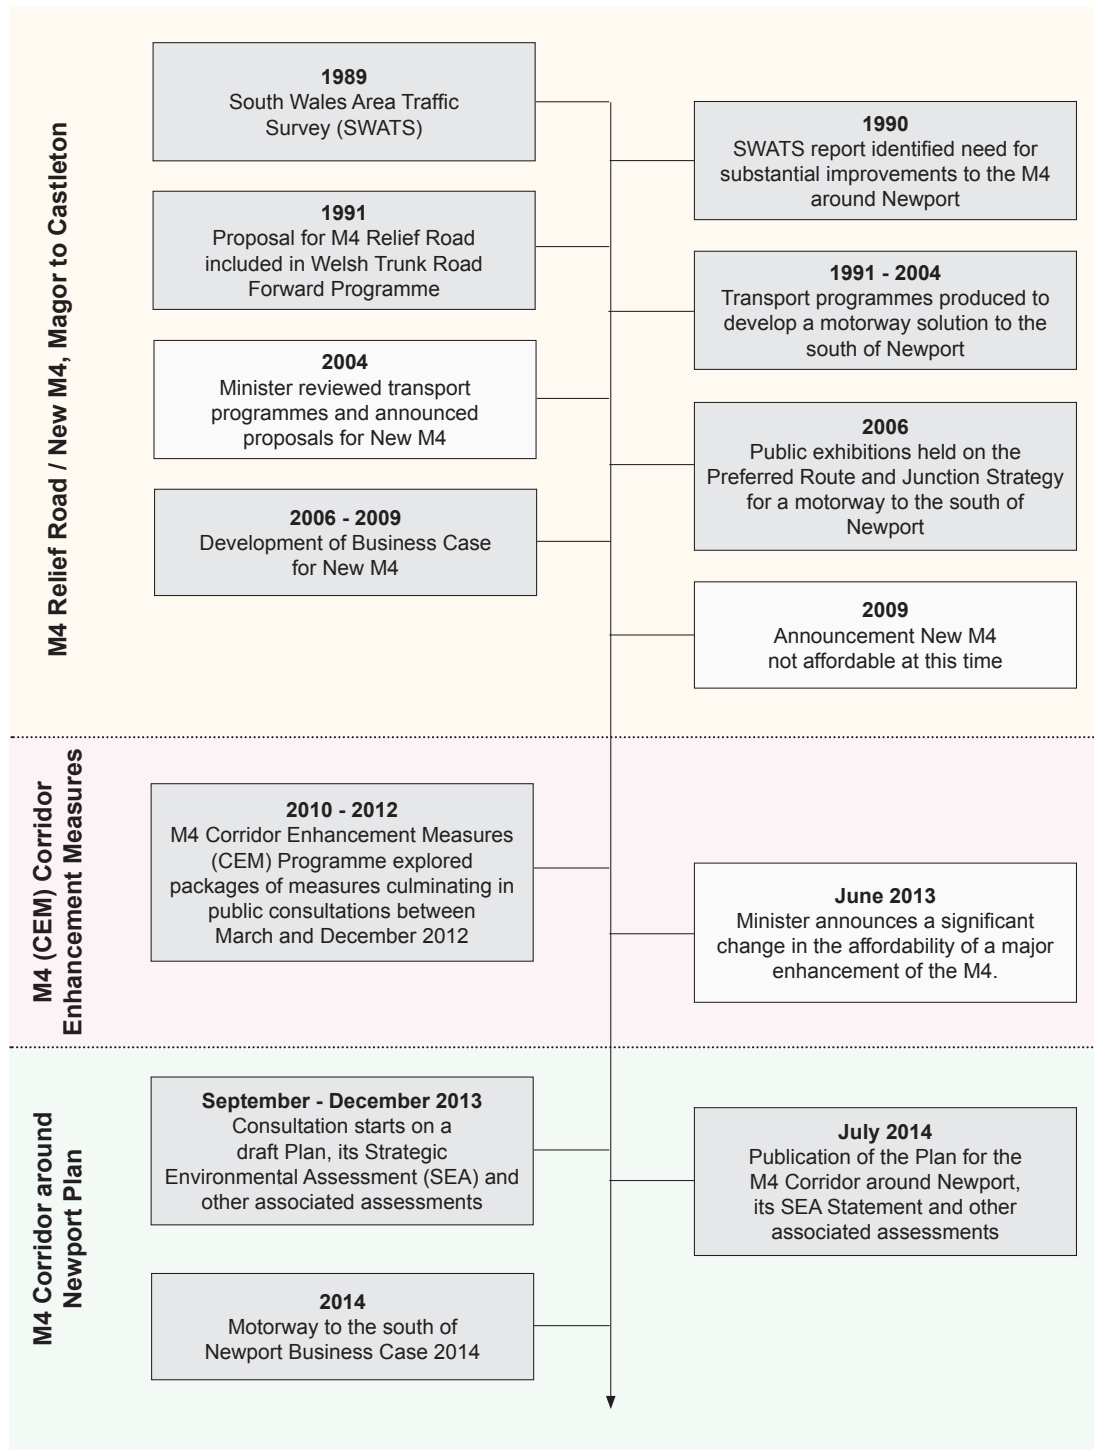 M4 Relief Road / New M4, Magor to Castleton
1989
South Wales Area Traffic
Survey (SWATS)
1990
SWATS report identified need for
substantial improvements to the M4
around Newport
1991
Proposal for M4 Relief Road
included in Welsh Trunk Road
Forward Programme
1991 - 2004
Transport programmes produced to
develop a motorway solution to the
south of Newport
2004
Minister reviewed transport
programmes and announced
proposals for New M4
2006
Public exhibitions held on the
Preferred Route and Junction Strategy
for a motorway to the south of
Newport
2006 - 2009
Development of Business Case
for New M4
2009
Announcement New M4
not affordable at this time
M4 (CEM) Corridor
Enhancement Measures
2010 - 2012
M4 Corridor Enhancement Measures
(CEM) Programme explored
packages of measures culminating in
public consultations between
March and December 2012
June 2013
Minister announces a significant
change in the affordability of a major
enhancement of the M4.
M4 Corridor around
Newport Plan
September - December 2013
Consultation starts on a
draft Plan, its Strategic
Environmental Assessment (SEA) and
other associated assessments
July 2014
Publication of the Plan for the
M4 Corridor around Newport,
its SEA Statement and other
associated assessments
2014
Motorway to the south of
Newport Business Case 2014